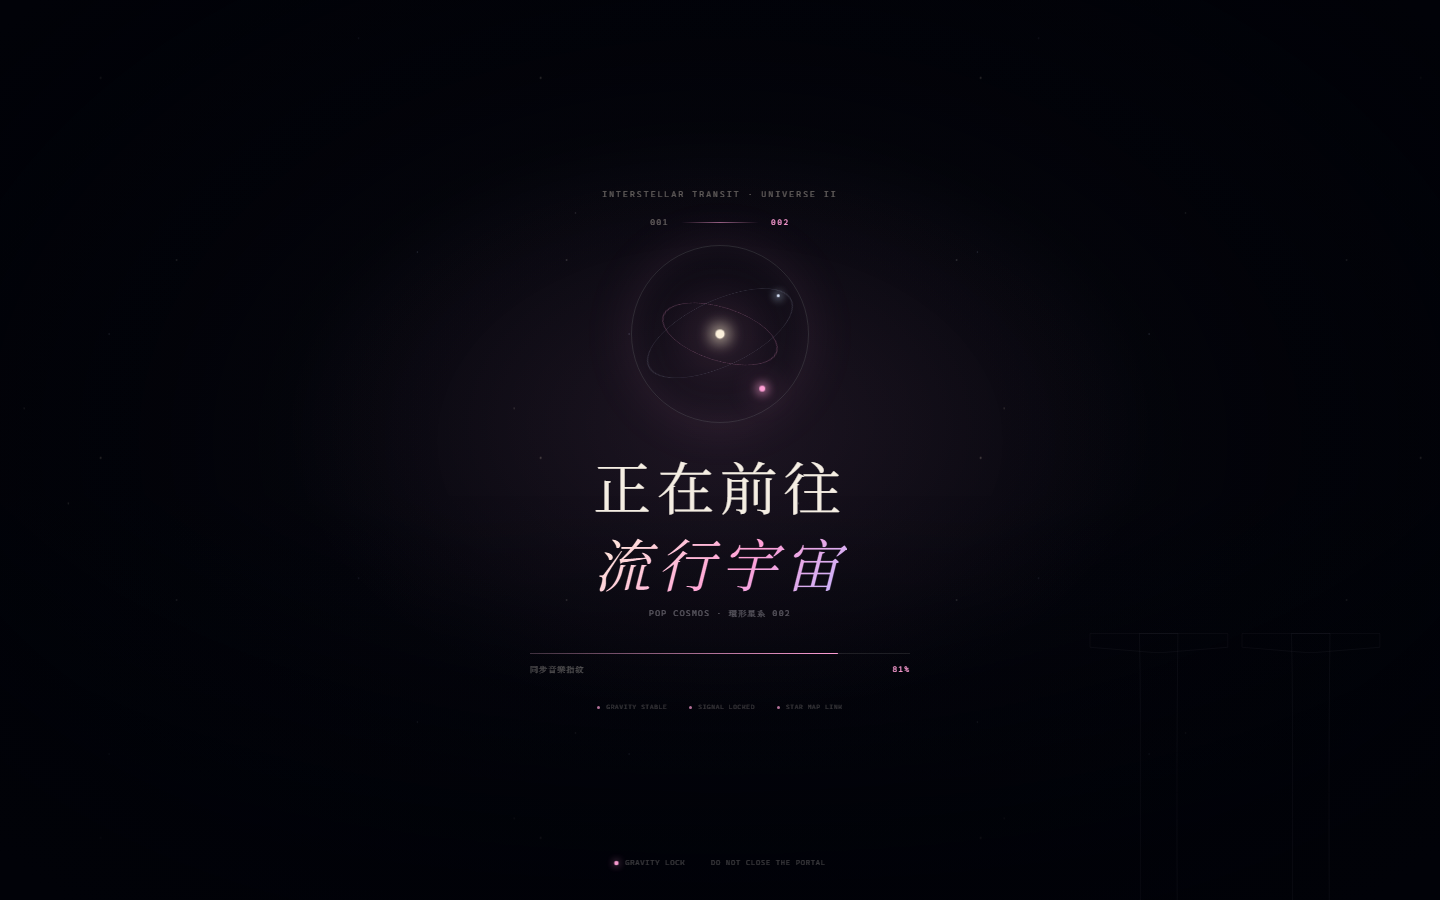 INTERSTELLAR TRANSIT · UNIVERSE II
001 002
正在前往
流行宇宙
POP COSMOS · 環形星系 002
同步音樂指紋 81%
GRAVITY STABLE SIGNAL LOCKED STAR MAP LINK
GRAVITY LOCK DO NOT CLOSE THE PORTAL